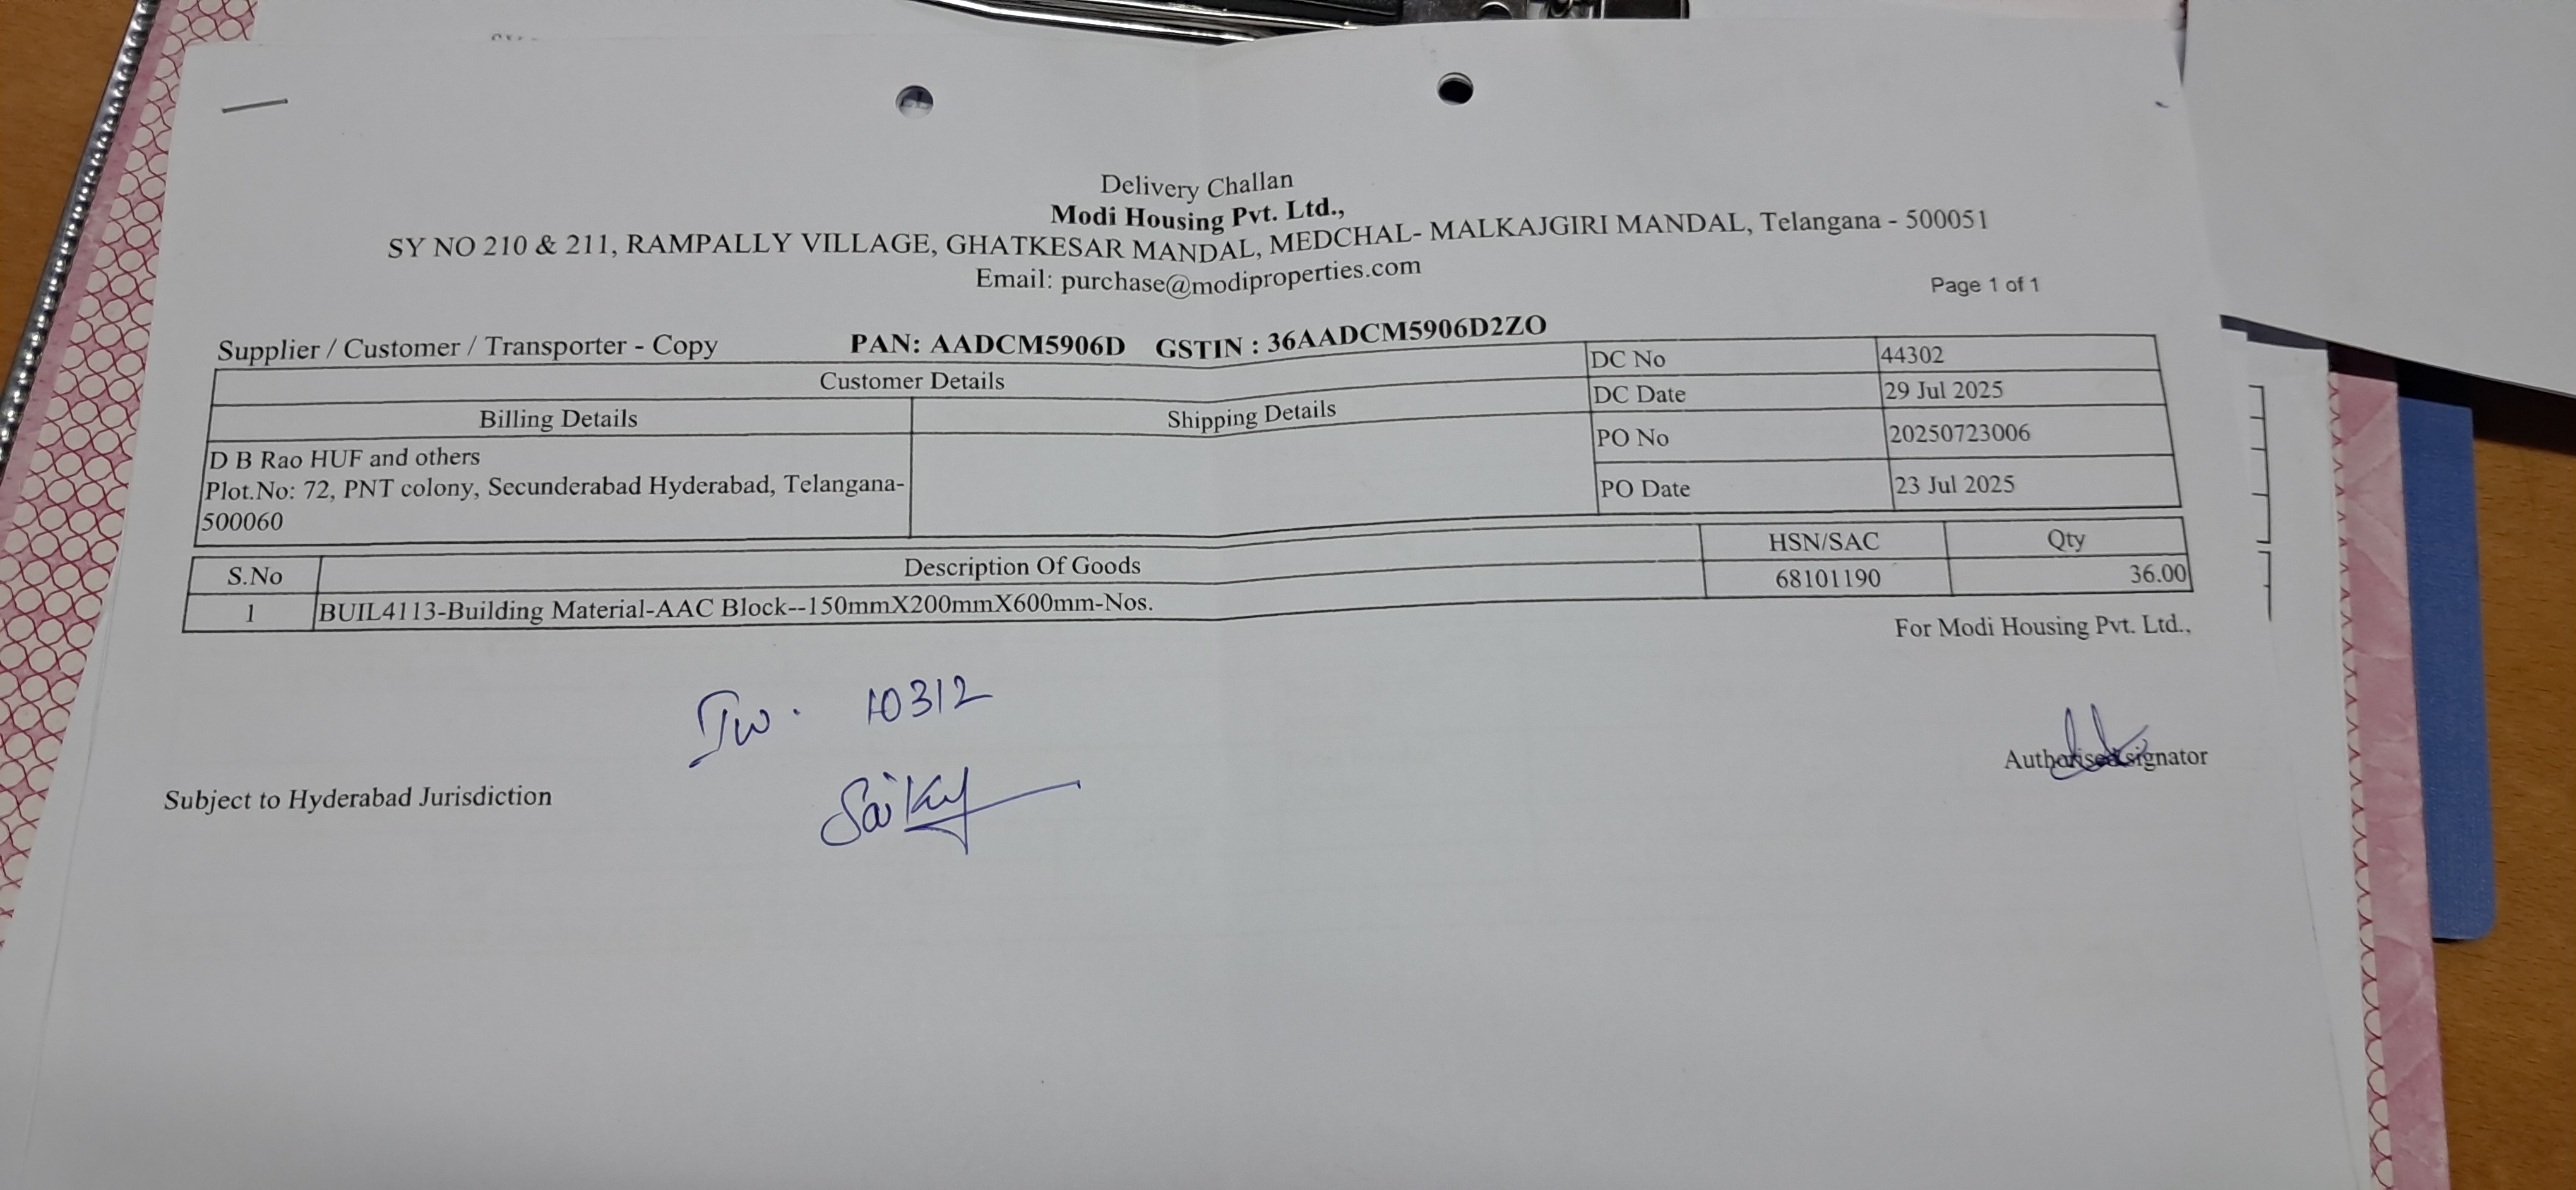 Delivery Challan
Modi Housing Pvt. Ltd.,
SY NO 210 & 211, RAMPALLY VILLAGE, GHATKESAR MANDAL, MEDCHAL- MALKAJGIRI MANDAL, Telangana - 500051
Email: purchase@modiproperties.com
Page 1 of 1
Supplier / Customer / Transporter - Copy PAN: AADCM5906D GSTIN : 36AADCM5906D2ZO
Customer Details
Billing Details Shipping Details
D B Rao HUF and others
Plot.No: 72, PNT colony, Secunderabad Hyderabad, Telangana-
500060
DC No 44302
DC Date 29 Jul 2025
PO No 20250723006
PO Date 23 Jul 2025
S.No Description Of Goods HSN/SAC Qty
1 BUIL4113-Building Material-AAC Block--150mmX200mmX600mm-Nos. 68101190 36.00
For Modi Housing Pvt. Ltd.,
10312
Authorised signator
Subject to Hyderabad Jurisdiction